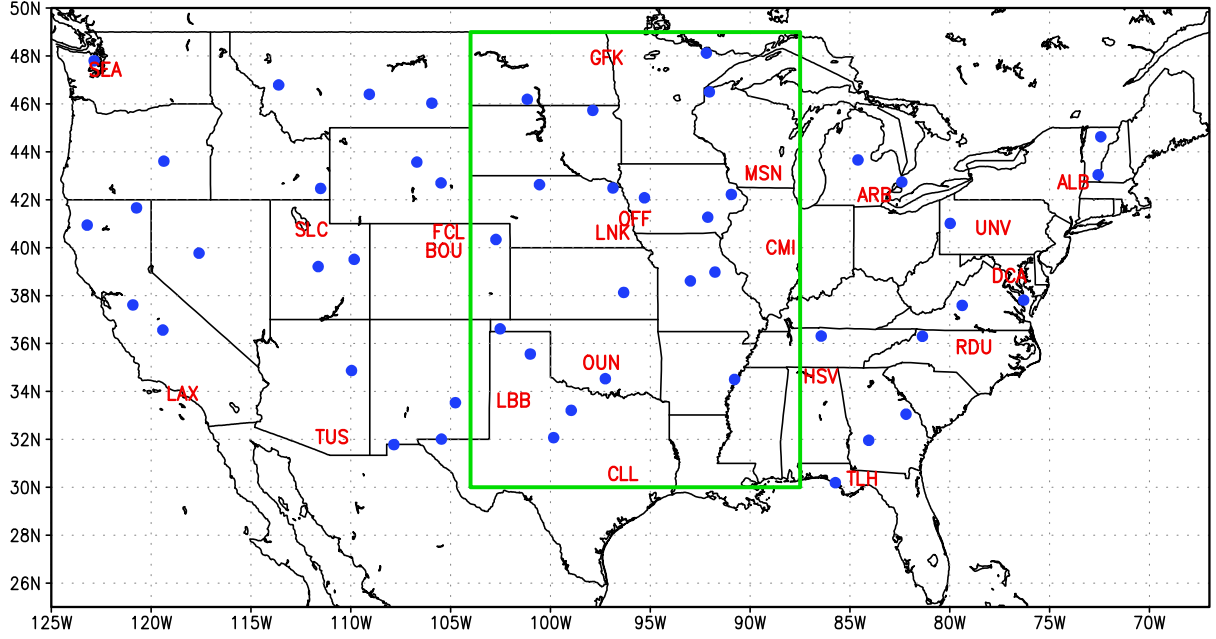 50N
48N
46N
44N
42N
40N
38N
36N
34N
32N
30N
28N
26N
GFK
SEA
MSN
ALB
ARB
OFF
UNV
SLC
FCL
LNK
BOU
CMI
DCA
RDU
OUN
HSV
LAX
LBB
TUS
CLL
TLH
125W 120W 115W 110W 105W 100W 95W 90W 85W 80W 75W 70W